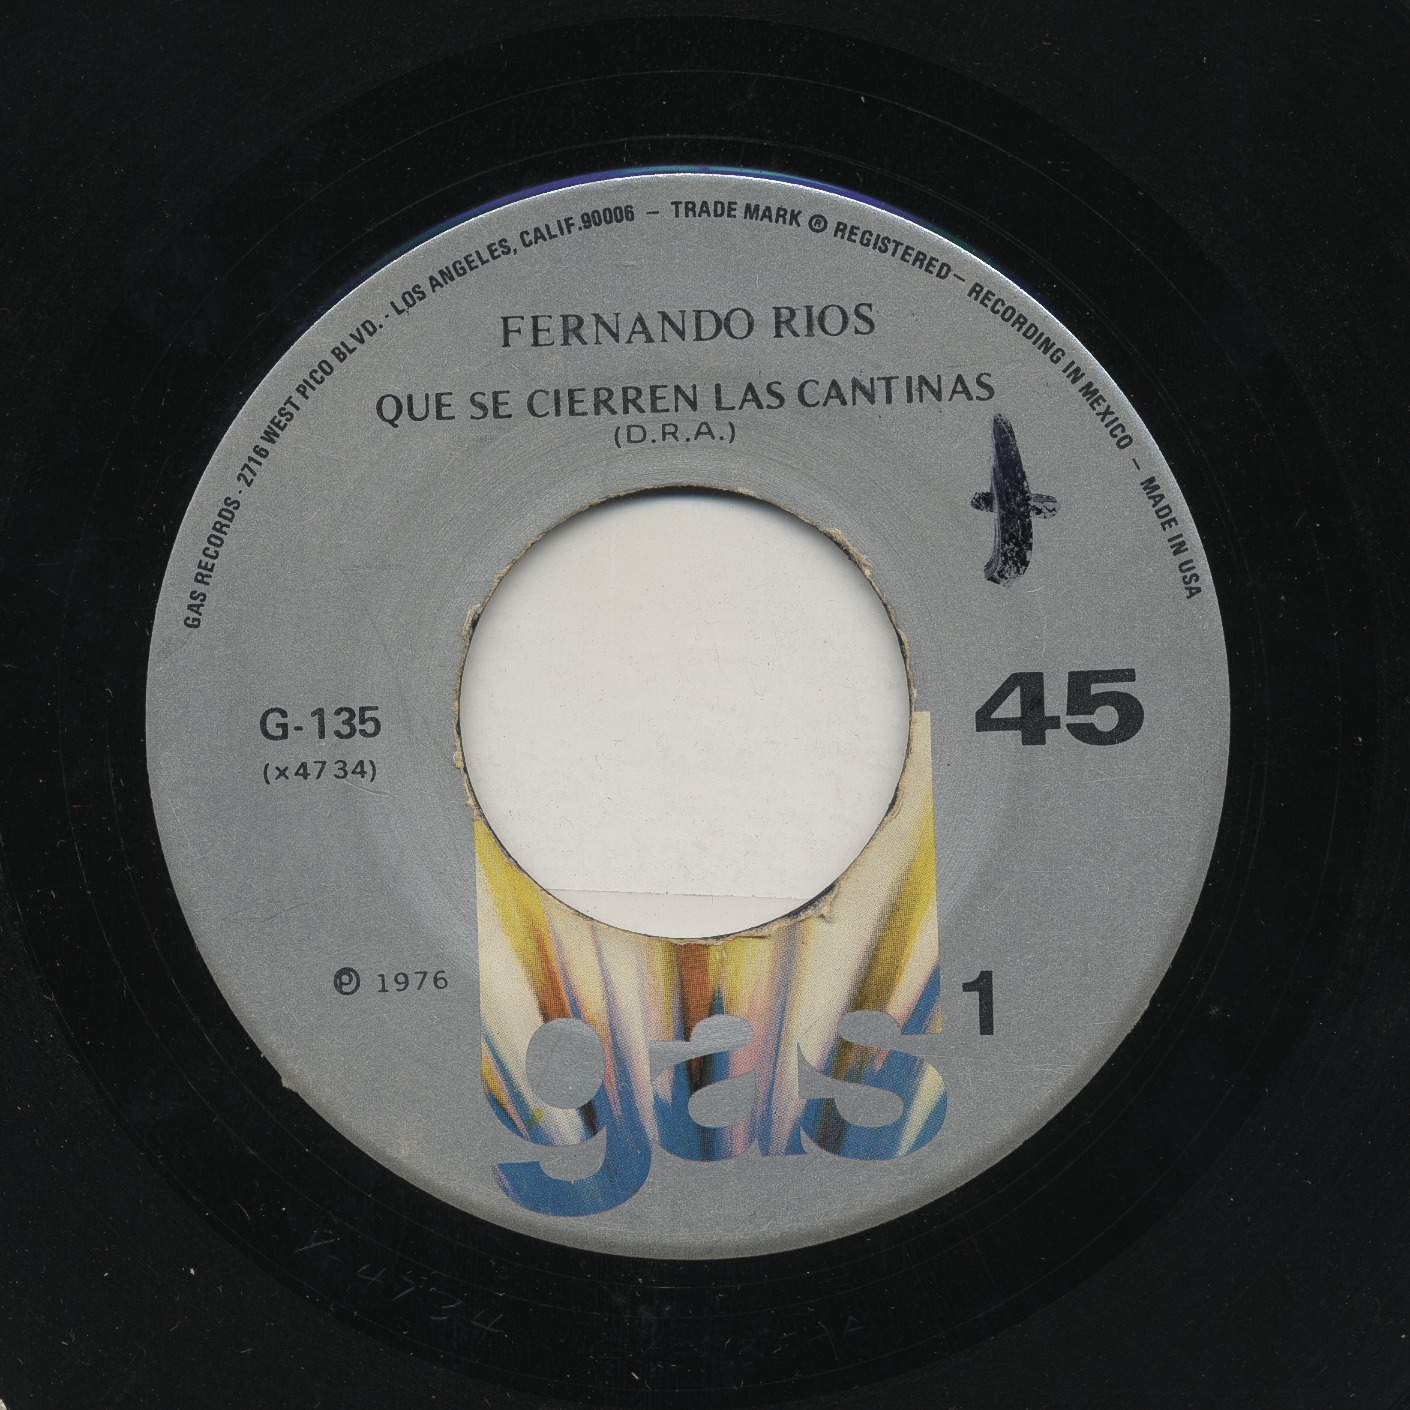 GAS RECORDS - 2716 WEST PICO BLVD. - LOS ANGELES, CALIF.90006 – TRADE MARK ® REGISTERED – RECORDING IN MEXICO – MADE IN USA
FERNANDO RIOS
QUE SE CIERREN LAS CANTINAS
(D.R.A.)
G-135
(x4734)
45
℗ 1976
1
gas